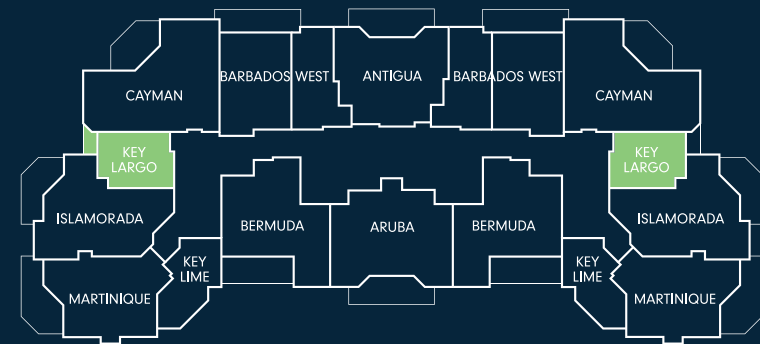 CAYMAN
BARBADOS WEST
ANTIGUA
BARBADOS WEST
CAYMAN
KEY
LARGO
KEY
LARGO
ISLAMORADA
BERMUDA
ARUBA
BERMUDA
ISLAMORADA
KEY
LIME
KEY
LIME
MARTINIQUE
MARTINIQUE